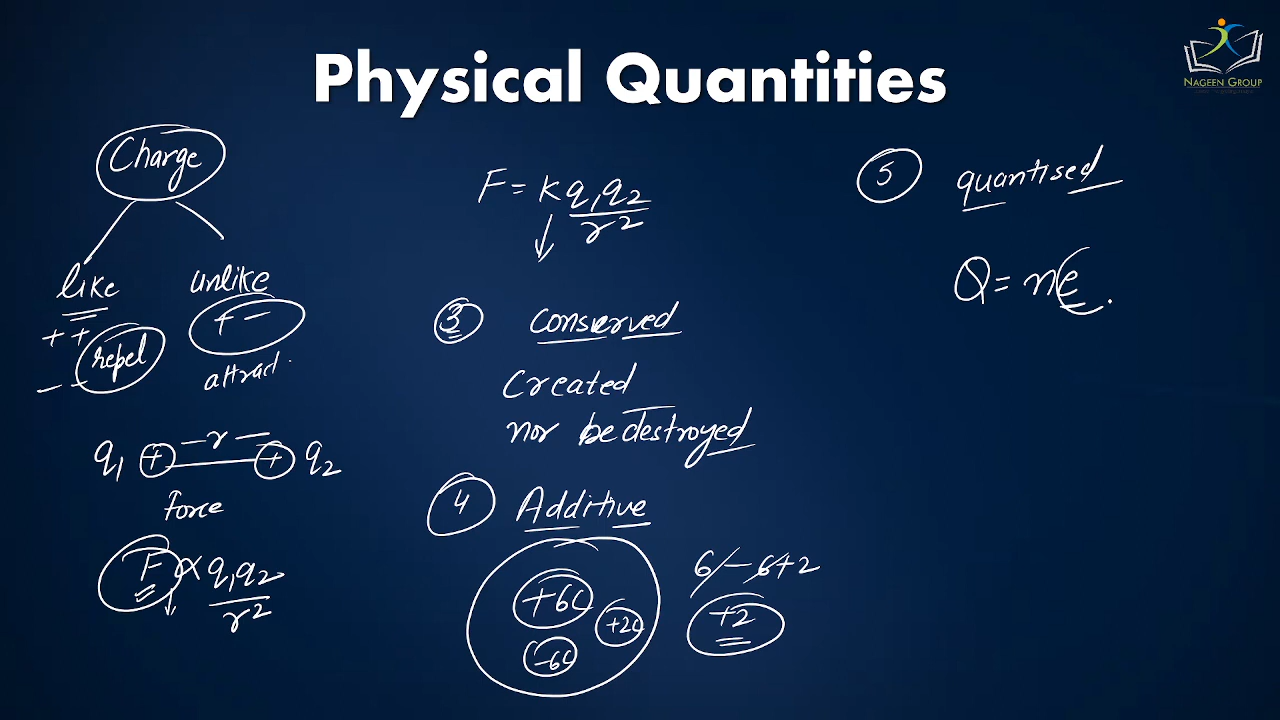 Physical Quantities
NAGEEN GROUP
Charge
like
unlike
+ +
- -
repel
+ -
attract
q1 + - r - + q2
Force
F ∝ q1q2/r2
F = K q1q2/r2
3 Conserved
Created
nor be destroyed
4 Additive
+6C
+2C
-6C
6 - 6 + 2
+2
5 quantised
Q = ne.